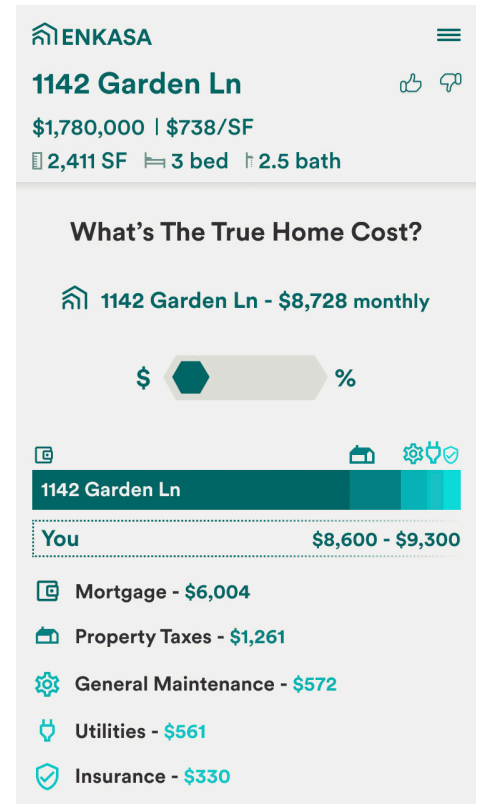 ENKASA
1142 Garden Ln
$1,780,000 | $738/SF
2,411 SF 3 bed 2.5 bath
What's The True Home Cost?
1142 Garden Ln - $8,728 monthly
$ %
1142 Garden Ln
You $8,600 - $9,300
Mortgage - $6,004
Property Taxes - $1,261
General Maintenance - $572
Utilities - $561
Insurance - $330